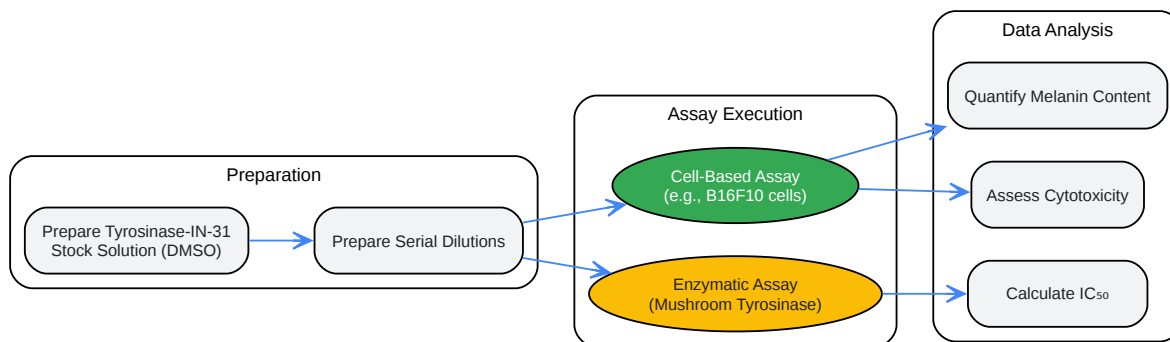 Preparation
Prepare Tyrosinase-IN-31
Stock Solution (DMSO)
Prepare Serial Dilutions
Assay Execution
Cell-Based Assay
(e.g., B16F10 cells)
Enzymatic Assay
(Mushroom Tyrosinase)
Data Analysis
Quantify Melanin Content
Assess Cytotoxicity
Calculate IC₅₀